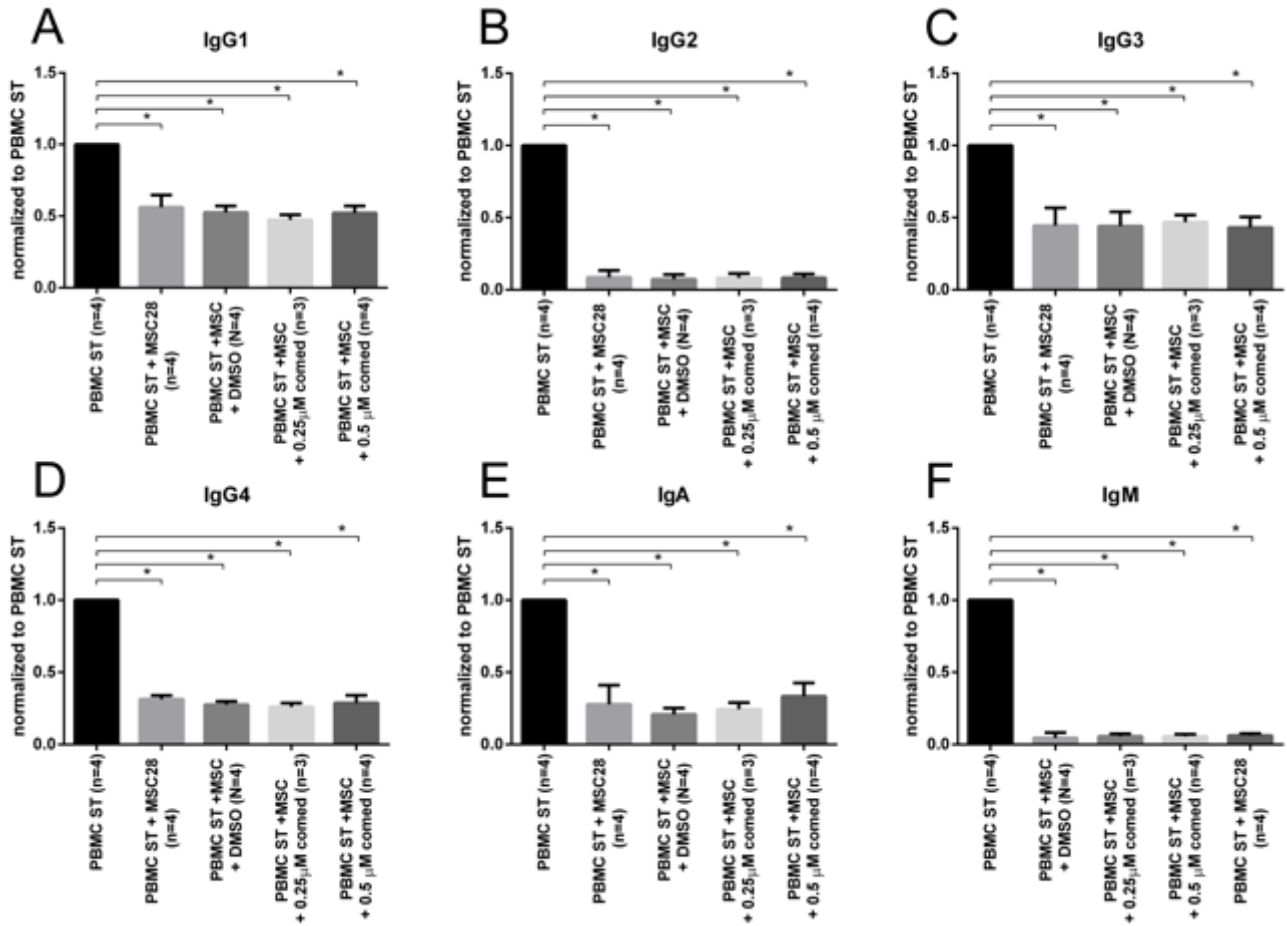 A
IgG1
normalized to PBMC ST
1.5
1.0
0.5
0.0
*
*
*
*
PBMC ST (n=4)
PBMC ST + MSC28
(n=4)
PBMC ST +MSC
+ DMSO (N=4)
PBMC ST +MSC
+ 0.25μM comed (n=3)
PBMC ST +MSC
+ 0.5 μM comed (n=4)
B
IgG2
normalized to PBMC ST
1.5
1.0
0.5
0.0
*
*
*
*
PBMC ST (n=4)
PBMC ST + MSC28
(n=4)
PBMC ST +MSC
+ DMSO (N=4)
PBMC ST +MSC
+ 0.25μM comed (n=3)
PBMC ST +MSC
+ 0.5 μM comed (n=4)
C
IgG3
normalized to PBMC ST
1.5
1.0
0.5
0.0
*
*
*
*
PBMC ST (n=4)
PBMC ST + MSC28
(n=4)
PBMC ST +MSC
+ DMSO (N=4)
PBMC ST +MSC
+ 0.25μM comed (n=3)
PBMC ST +MSC
+ 0.5 μM comed (n=4)
D
IgG4
normalized to PBMC ST
1.5
1.0
0.5
0.0
*
*
*
*
PBMC ST (n=4)
PBMC ST + MSC28
(n=4)
PBMC ST +MSC
+ DMSO (N=4)
PBMC ST +MSC
+ 0.25μM comed (n=3)
PBMC ST +MSC
+ 0.5 μM comed (n=4)
E
IgA
normalized to PBMC ST
1.5
1.0
0.5
0.0
*
*
*
*
PBMC ST (n=4)
PBMC ST + MSC28
(n=4)
PBMC ST +MSC
+ DMSO (N=4)
PBMC ST +MSC
+ 0.25μM comed (n=3)
PBMC ST +MSC
+ 0.5 μM comed (n=4)
F
IgM
normalized to PBMC ST
1.5
1.0
0.5
0.0
*
*
*
*
PBMC ST (n=4)
PBMC ST +MSC
+ DMSO (N=4)
PBMC ST +MSC
+ 0.25μM comed (n=3)
PBMC ST +MSC
+ 0.5 μM comed (n=4)
PBMC ST + MSC28
(n=4)